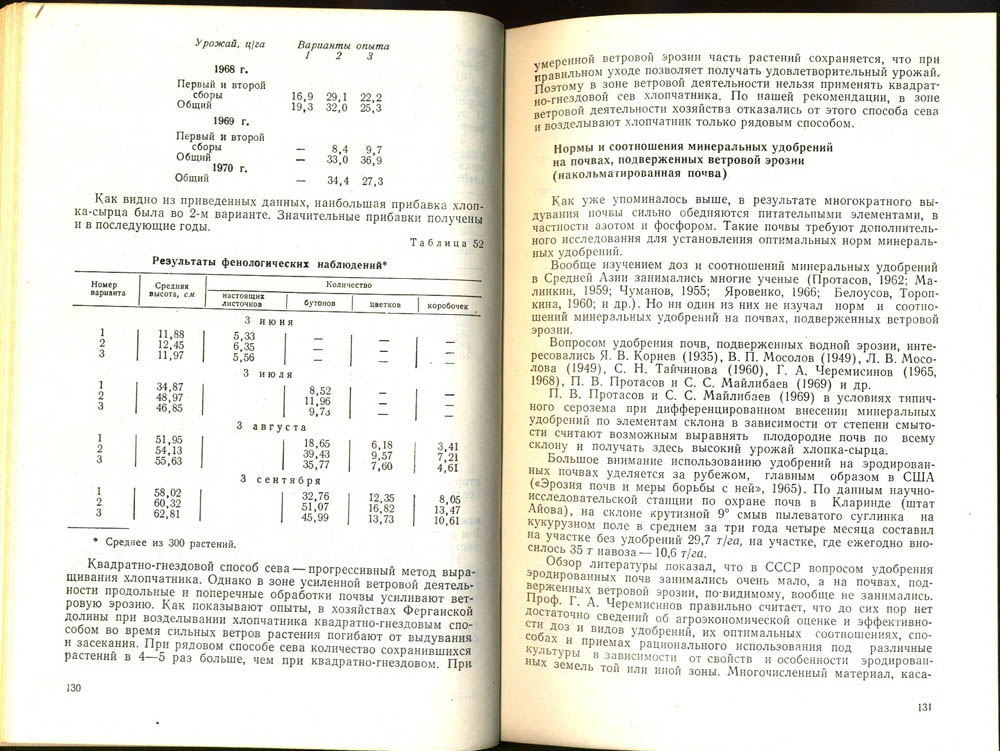 Урожай, ц/га Варианты опыта
1 2 3
1968 г.
Первый и второй
сборы 16,9 29,1 22,2
Общий 19,3 32,0 25,3
1969 г.
Первый и второй
сборы — 8,4 9,7
Общий — 33,0 36,9
1970 г.
Общий — 34,4 27,3
Как видно из приведенных данных, наибольшая прибавка хлоп-
ка-сырца была во 2-м варианте. Значительные прибавки получены
и в последующие годы.
Таблица 52
Результаты фенологических наблюдений*
Номер варианта Средняя высота, см Количество
настоящих листочков бутонов цветков коробочек
3 июня
1 11,88 5,33 — — —
2 12,45 6,35 — — —
3 11,97 5,56 — — —
3 июля
1 34,87 8,52 — —
2 48,97 11,96 — —
3 46,85 9,73 — —
3 августа
1 51,95 18,65 6,18 3,41
2 54,13 39,43 9,57 7,21
3 55,63 35,77 7,60 4,61
3 сентября
1 58,02 32,76 12,35 8,05
2 60,32 51,07 16,82 13,47
3 62,81 45,99 13,73 10,61
* Среднее из 300 растений.
Квадратно-гнездовой способ сева — прогрессивный метод выра-
щивания хлопчатника. Однако в зоне усиленной ветровой деятель-
ности продольные и поперечные обработки почвы усиливают вет-
ровую эрозию. Как показывают опыты, в хозяйствах Ферганской
долины при возделывании хлопчатника квадратно-гнездовым спо-
собом во время сильных ветров растения погибают от выдувания
и засекания. При рядовом способе сева количество сохранившихся
растений в 4—5 раз больше, чем при квадратно-гнездовом. При
130
умеренной ветровой эрозии часть растений сохраняется, что при
правильном уходе позволяет получать удовлетворительный урожай.
Поэтому в зоне ветровой деятельности нельзя применять квадрат-
но-гнездовой сев хлопчатника. По нашей рекомендации, в зоне
ветровой деятельности хозяйства отказались от этого способа сева
и возделывают хлопчатник только рядовым способом.
Нормы и соотношения минеральных удобрений
на почвах, подверженных ветровой эрозии
(накольматированная почва)
Как уже упоминалось выше, в результате многократного вы-
дувания почвы сильно обедняются питательными элементами, в
частности азотом и фосфором. Такие почвы требуют дополнитель-
ного исследования для установления оптимальных норм минераль-
ных удобрений.
Вообще изучением доз и соотношений минеральных удобрений
в Средней Азии занимались многие ученые (Протасов, 1962; Ма-
линкин, 1959; Чуманов, 1955; Яровенко, 1966; Белоусов, Тороп-
кина, 1960; и др.). Но ни один из них не изучал норм и соотно-
шений минеральных удобрений на почвах, подверженных ветровой
эрозии.
Вопросом удобрения почв, подверженных водной эрозии, инте-
ресовались Я. В. Корнев (1935), В. П. Мосолов (1949), Л. В. Мосо-
лова (1949), С. Н. Тайчинова (1960), Г. А. Черемисинов (1965,
1968), П. В. Протасов и С. С. Майлибаев (1969) и др.
П. В. Протасов и С. С. Майлибаев (1969) в условиях типич-
ного серозема при дифференцированном внесении минеральных
удобрений по элементам склона в зависимости от степени смыто-
сти считают возможным выравнять плодородие почв по всему
склону и получать здесь высокий урожай хлопка-сырца.
Большое внимание использованию удобрений на эродирован-
ных почвах уделяется за рубежом, главным образом в США
(«Эрозия почв и меры борьбы с ней», 1965). По данным научно-
исследовательской станции по охране почв в Кларинде (штат
Айова), на склоне крутизной 9° смыв пылеватого суглинка на
кукурузном поле в среднем за три года четыре месяца составил
на участке без удобрений 29,7 т/га, на участке, где ежегодно вно-
силось 35 т навоза — 10,6 т/га.
Обзор литературы показал, что в СССР вопросом удобрения
эродированных почв занимались очень мало, а на почвах, под-
верженных ветровой эрозии, по-видимому, вообще не занимались.
Проф. Г. А. Черемисинов правильно считает, что до сих пор нет
достаточно сведений об агроэкономической оценке и эффективно-
сти доз и видов удобрений, их оптимальных соотношениях, спо-
собах и приемах рационального использования под различные
культуры в зависимости от свойств и особенности эродирован-
ных земель той или иной зоны. Многочисленный материал, каса-
131